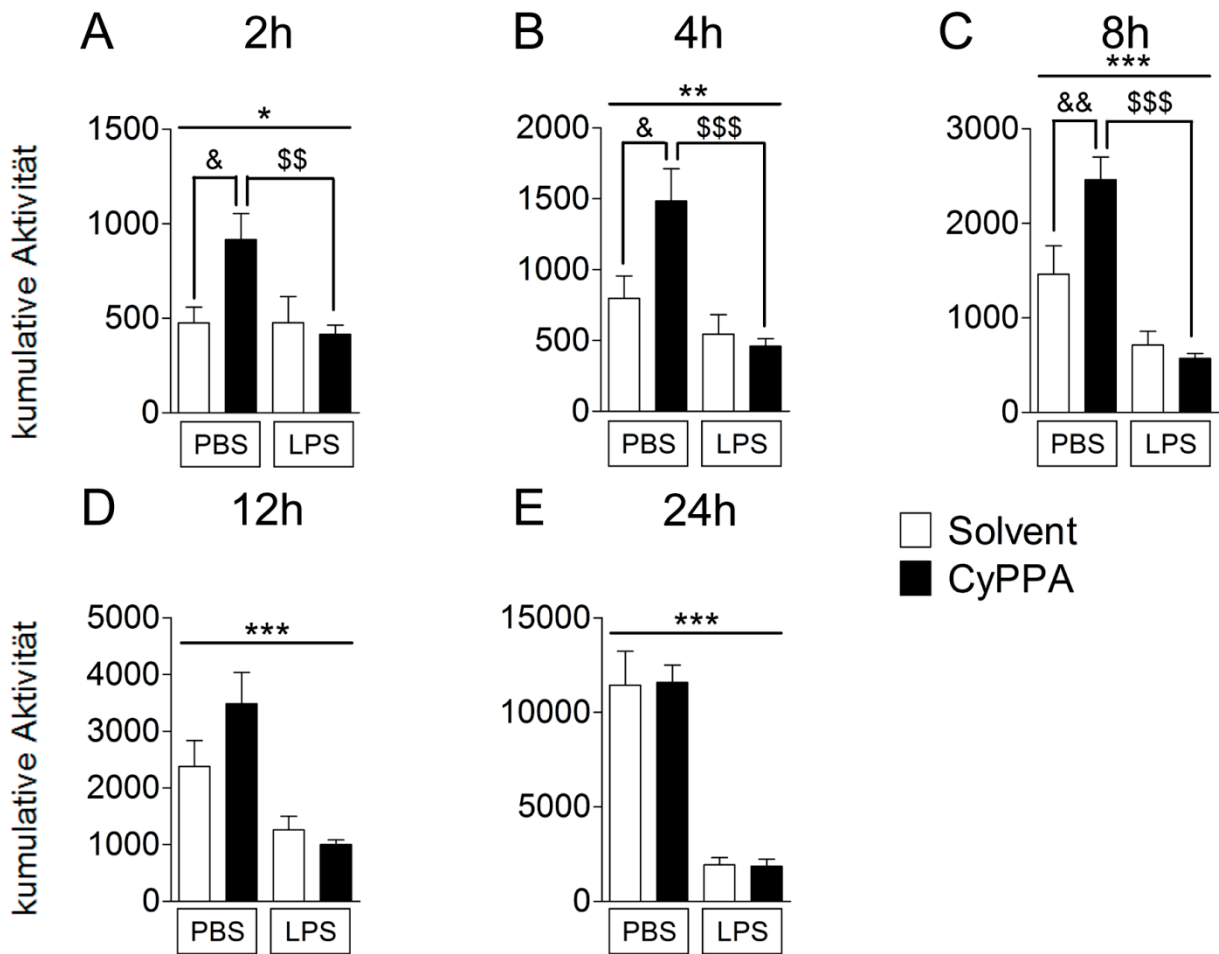 A 2h
*
& $$
1500
1000
500
0
PBS LPS
kumulative Aktivität
B 4h
**
& $$$
2000
1500
1000
500
0
PBS LPS
C 8h
***
&& $$$
3000
2000
1000
0
PBS LPS
D 12h
***
5000
4000
3000
2000
1000
0
PBS LPS
kumulative Aktivität
E 24h
***
15000
10000
5000
0
PBS LPS
Solvent
CyPPA